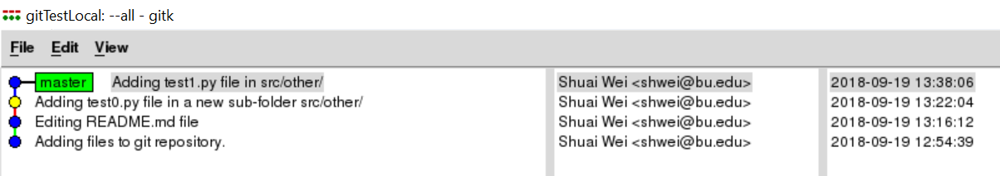 gitTestLocal: --all - gitk
File Edit View
master Adding test1.py file in src/other/ Shuai Wei <shwei@bu.edu> 2018-09-19 13:38:06
Adding test0.py file in a new sub-folder src/other/ Shuai Wei <shwei@bu.edu> 2018-09-19 13:22:04
Editing README.md file Shuai Wei <shwei@bu.edu> 2018-09-19 13:16:12
Adding files to git repository. Shuai Wei <shwei@bu.edu> 2018-09-19 12:54:39